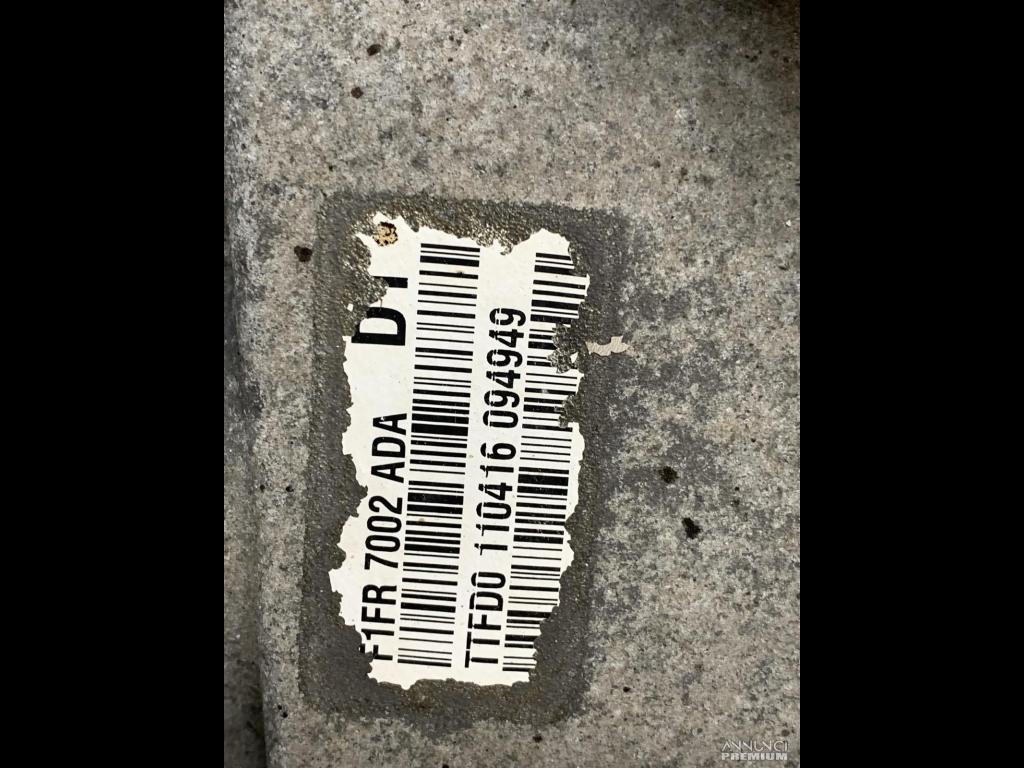 F1FR 7002 ADA D1
TTFD0 110416 094949
ANNUNCI
PREMIUM